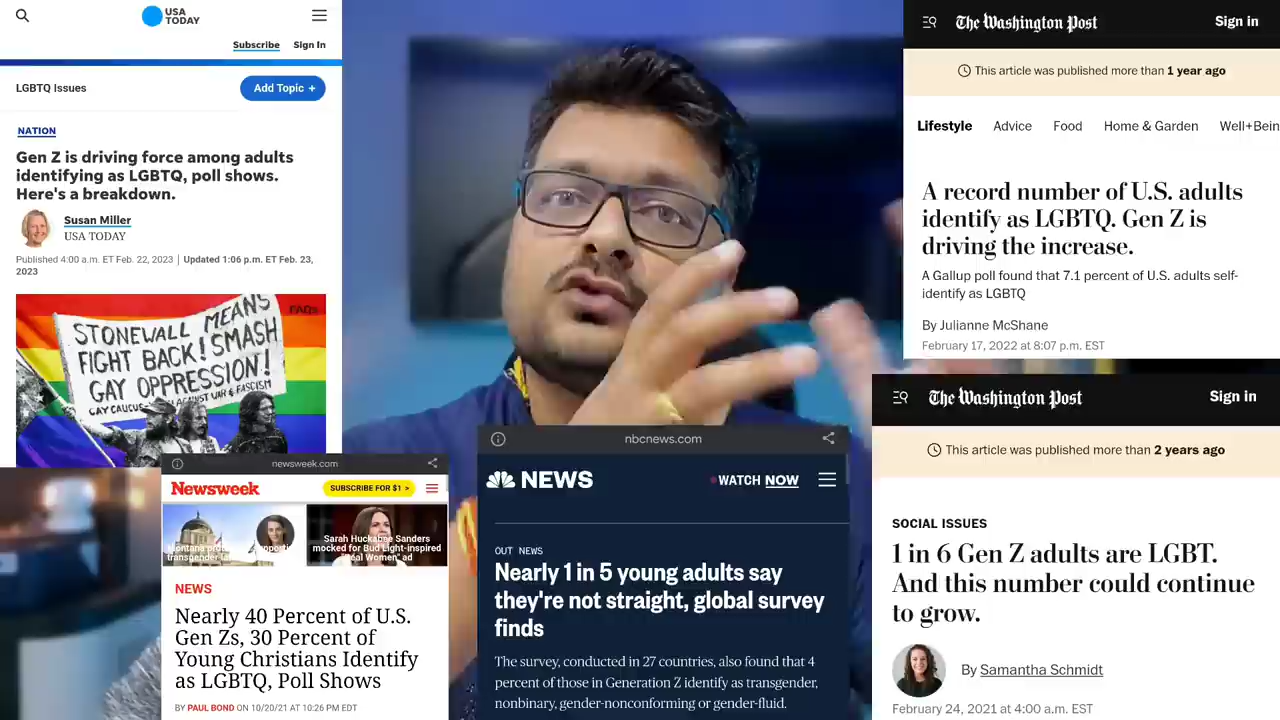 USA
TODAY
Subscribe Sign In
LGBTQ Issues
Add Topic +
NATION
Gen Z is driving force among adults
identifying as LGBTQ, poll shows.
Here's a breakdown.
Susan Miller
USA TODAY
Published 4:00 a.m. ET Feb. 22, 2023 | Updated 1:06 p.m. ET Feb. 23,
2023
STONEWALL MEANS
FIGHT BACK! SMASH
GAY OPPRESSION!
GAY CAUCUS
AGAINST WAR & FASCISM
newsweek.com
Newsweek
SUBSCRIBE FOR $1 >
Montana
transgender
Sarah Huckabee Sanders
mocked for Bud Light-inspired
"Real Women" ad
NEWS
Nearly 40 Percent of U.S.
Gen Zs, 30 Percent of
Young Christians Identify
as LGBTQ, Poll Shows
BY PAUL BOND ON 10/20/21 AT 10:26 PM EDT
nbcnews.com
NEWS
WATCH NOW
OUT NEWS
Nearly 1 in 5 young adults say
they're not straight, global survey
finds
The survey, conducted in 27 countries, also found that 4
percent of those in Generation Z identify as transgender,
nonbinary, gender-nonconforming or gender-fluid.
The Washington Post
Sign in
This article was published more than 1 year ago
Lifestyle Advice Food Home & Garden Well+Bein
A record number of U.S. adults
identify as LGBTQ. Gen Z is
driving the increase.
A Gallup poll found that 7.1 percent of U.S. adults self-
identify as LGBTQ
By Julianne McShane
February 17, 2022 at 8:07 p.m. EST
The Washington Post
Sign in
This article was published more than 2 years ago
SOCIAL ISSUES
1 in 6 Gen Z adults are LGBT.
And this number could continue
to grow.
By Samantha Schmidt
February 24, 2021 at 4:00 a.m. EST